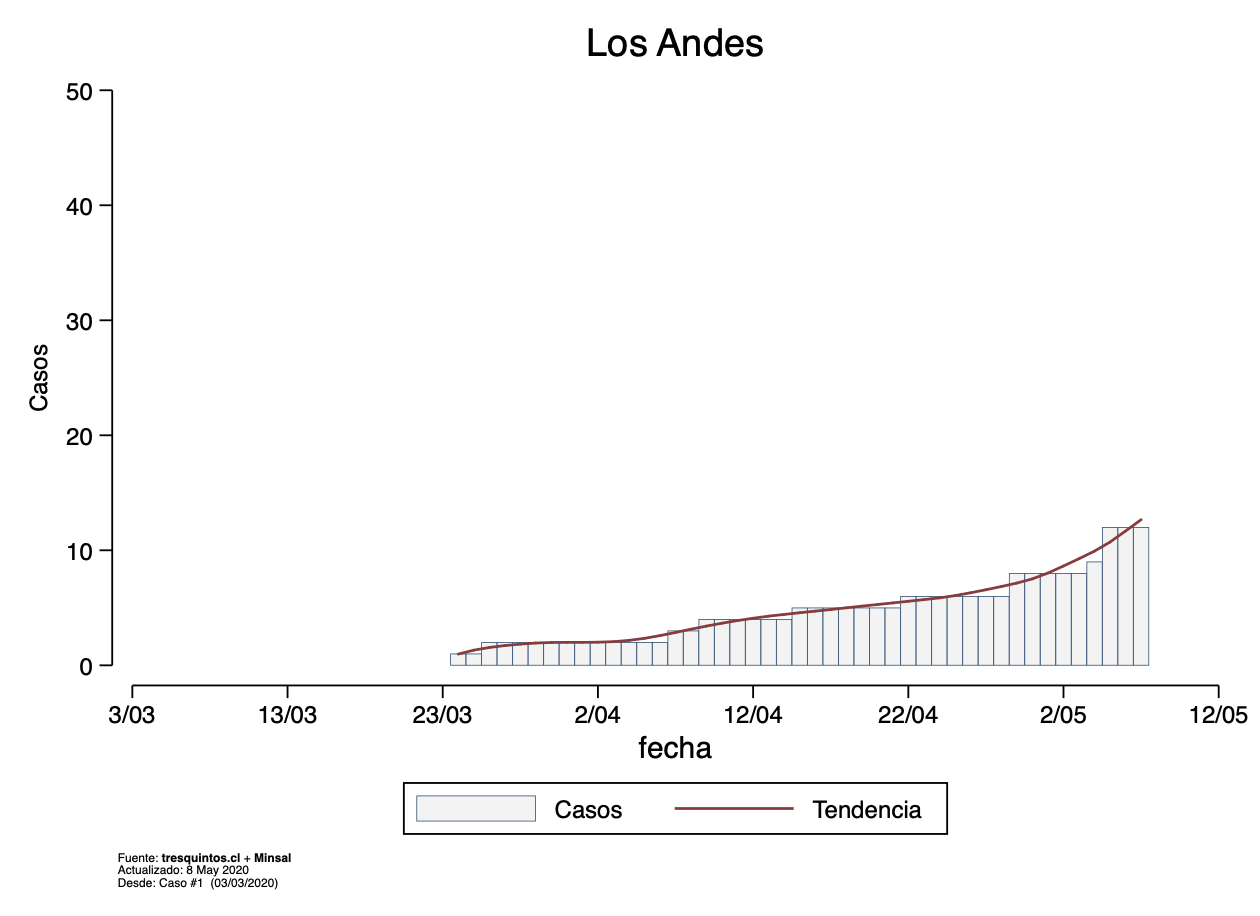 Los Andes
50
40
30
20
10
0
Casos
3/03 13/03 23/03 2/04 12/04 22/04 2/05 12/05
fecha
Casos Tendencia
Fuente: tresquintos.cl + Minsal
Actualizado: 8 May 2020
Desde: Caso #1 (03/03/2020)